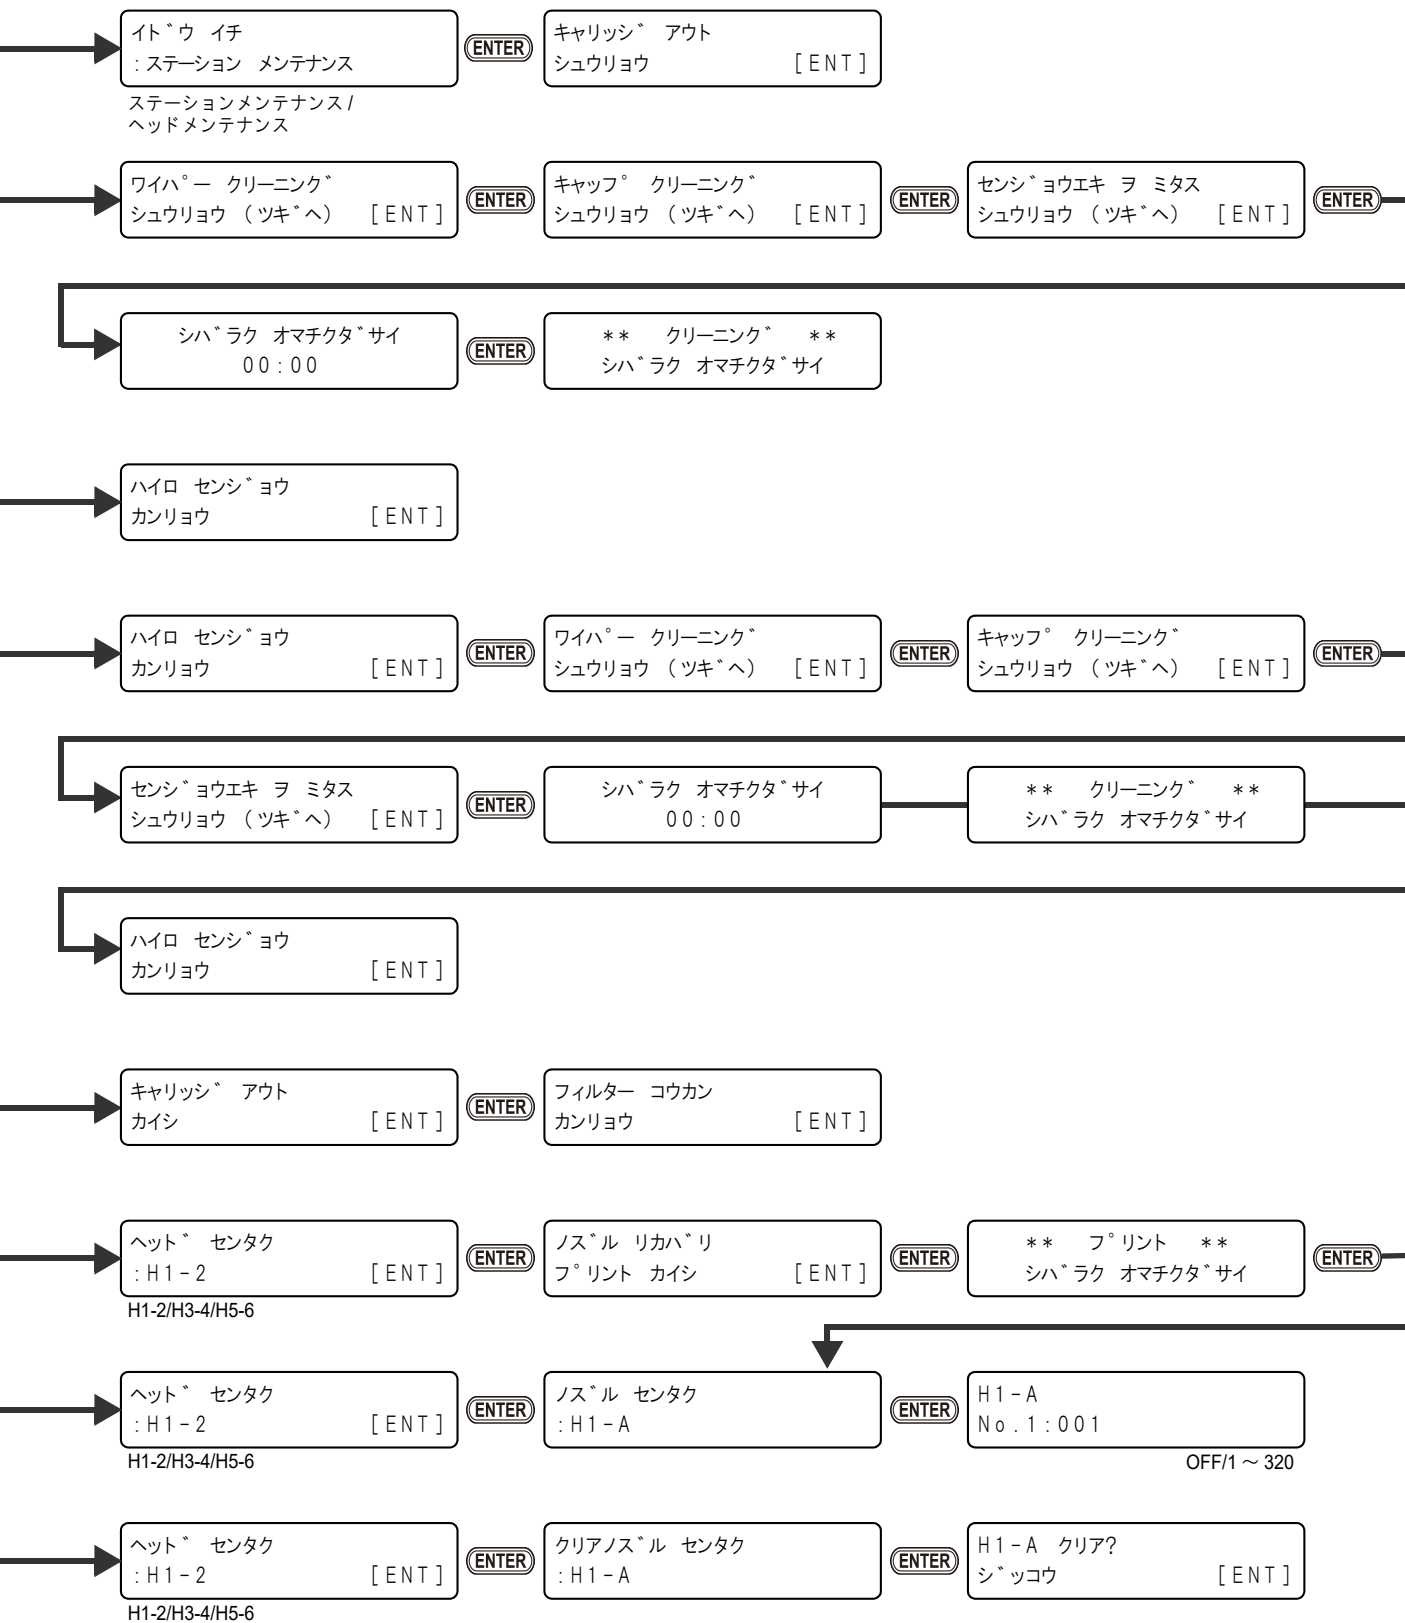 イト゛ウ イチ
:ステーション メンテナンス
ENTER
キャリッシ゛ アウト
シュウリョウ [ENT]
ステーションメンテナンス/
ヘッドメンテナンス
ワイハ゜ー クリーニング゛
シュウリョウ (ツキ゛ヘ) [ENT]
ENTER
キャッフ゜ クリーニンク゛
シュウリョウ (ツキ゛ヘ) [ENT]
ENTER
センシ゛ョウエキ ヲ ミタス
シュウリョウ (ツキ゛ヘ) [ENT]
ENTER
シハ゛ラク オマチクタ゛サイ
00:00
ENTER
** クリーニンク゛ **
シハ゛ラク オマチクタ゛サイ
ハイロ センシ゛ョウ
カンリョウ [ENT]
ハイロ センシ゛ョウ
カンリョウ [ENT]
ENTER
ワイハ゜ー クリーニンク゛
シュウリョウ (ツキ゛ヘ) [ENT]
ENTER
キャッフ゜ クリーニンク゛
シュウリョウ (ツキ゛ヘ) [ENT]
ENTER
センシ゛ョウエキ ヲ ミタス
シュウリョウ (ツキ゛ヘ) [ENT]
ENTER
シハ゛ラク オマチクタ゛サイ
00:00
** クリーニンク゛ **
シハ゛ラク オマチクタ゛サイ
ハイロ センシ゛ョウ
カンリョウ [ENT]
キャリッシ゛ アウト
カイシ [ENT]
ENTER
フィルター コウカン
カンリョウ [ENT]
ヘット゛ センタク
:H1-2 [ENT]
ENTER
ノス゛ル リカハ゛リ
フ゜リント カイシ [ENT]
ENTER
** フ゜リント **
シハ゛ラク オマチクタ゛サイ
ENTER
H1-2/H3-4/H5-6
ヘット゛ センタク
:H1-2 [ENT]
ENTER
ノス゛ル センタク
:H1-A
ENTER
H1-A
No.1:001
H1-2/H3-4/H5-6
OFF/1～320
ヘット゛ センタク
:H1-2 [ENT]
ENTER
クリアノス゛ル センタク
:H1-A
ENTER
H1-A クリア?
シ゛ッコウ [ENT]
H1-2/H3-4/H5-6